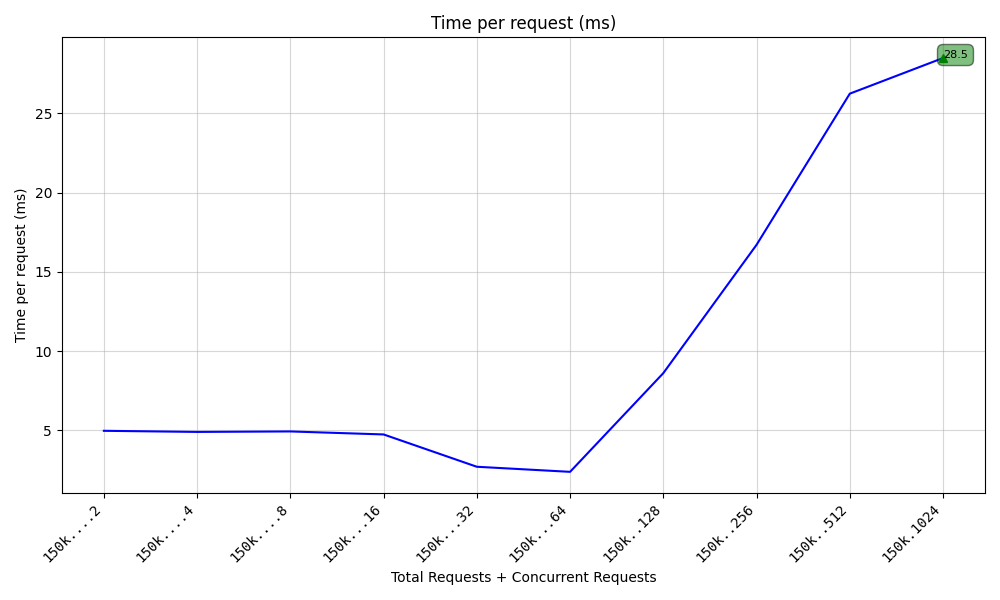 Time per request (ms)
28.5
25
20
15
10
5
Time per request (ms)
150k....2
150k....4
150k....8
150k...16
150k...32
150k...64
150k..128
150k..256
150k..512
150k.1024
Total Requests + Concurrent Requests